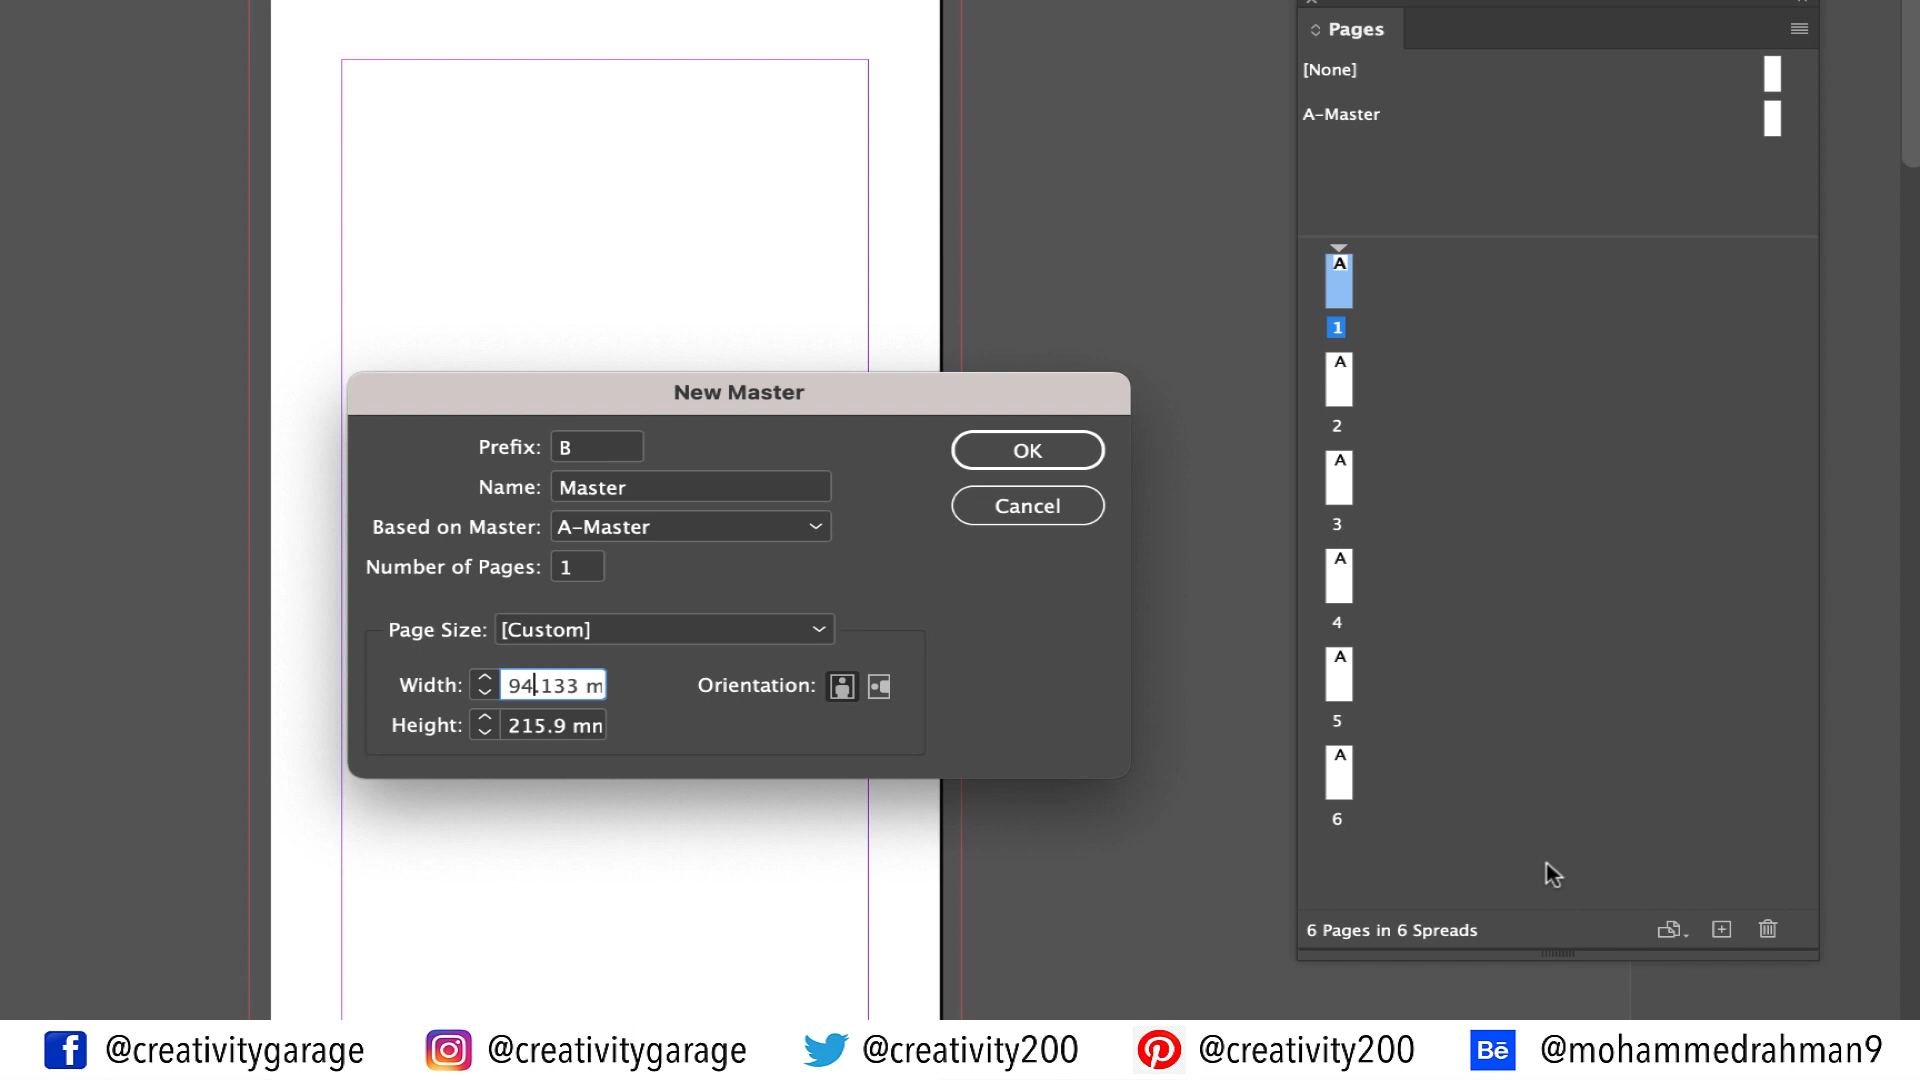 Pages
[None]
A-Master
A
1
A
2
A
3
A
4
A
5
A
6
6 Pages in 6 Spreads
New Master
Prefix: B
Name: Master
Based on Master: A-Master
Number of Pages: 1
OK
Cancel
Page Size: [Custom]
Width: 94.133 m
Orientation:
Height: 215.9 mm
f @creativitygarage
@creativitygarage
@creativity200
@creativity200
Bē @mohammedrahman9